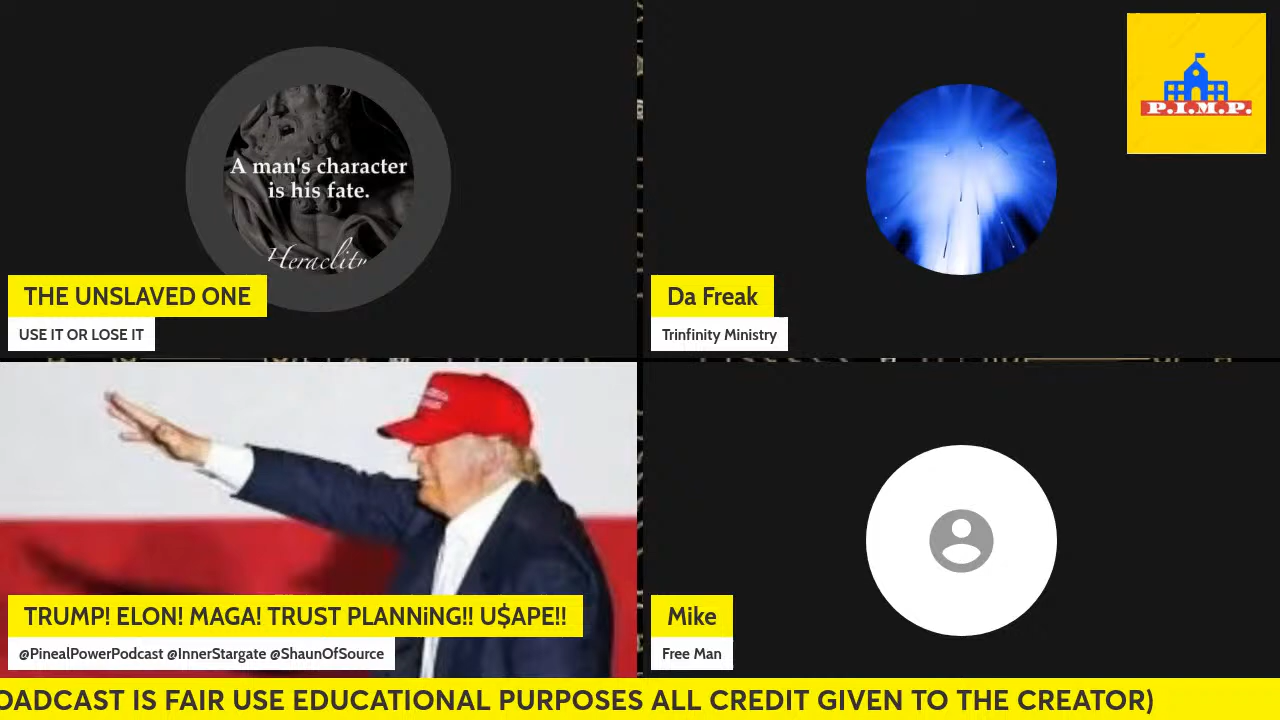 A man's character
is his fate.
THE UNSLAVED ONE
USE IT OR LOSE IT
P.I.M.P.
Da Freak
Trinfinity Ministry
TRUMP! ELON! MAGA! TRUST PLANNiNG!! U$APE!!
@PinealPowerPodcast @InnerStargate @ShaunOfSource
Mike
Free Man
OADCAST IS FAIR USE EDUCATIONAL PURPOSES ALL CREDIT GIVEN TO THE CREATOR)